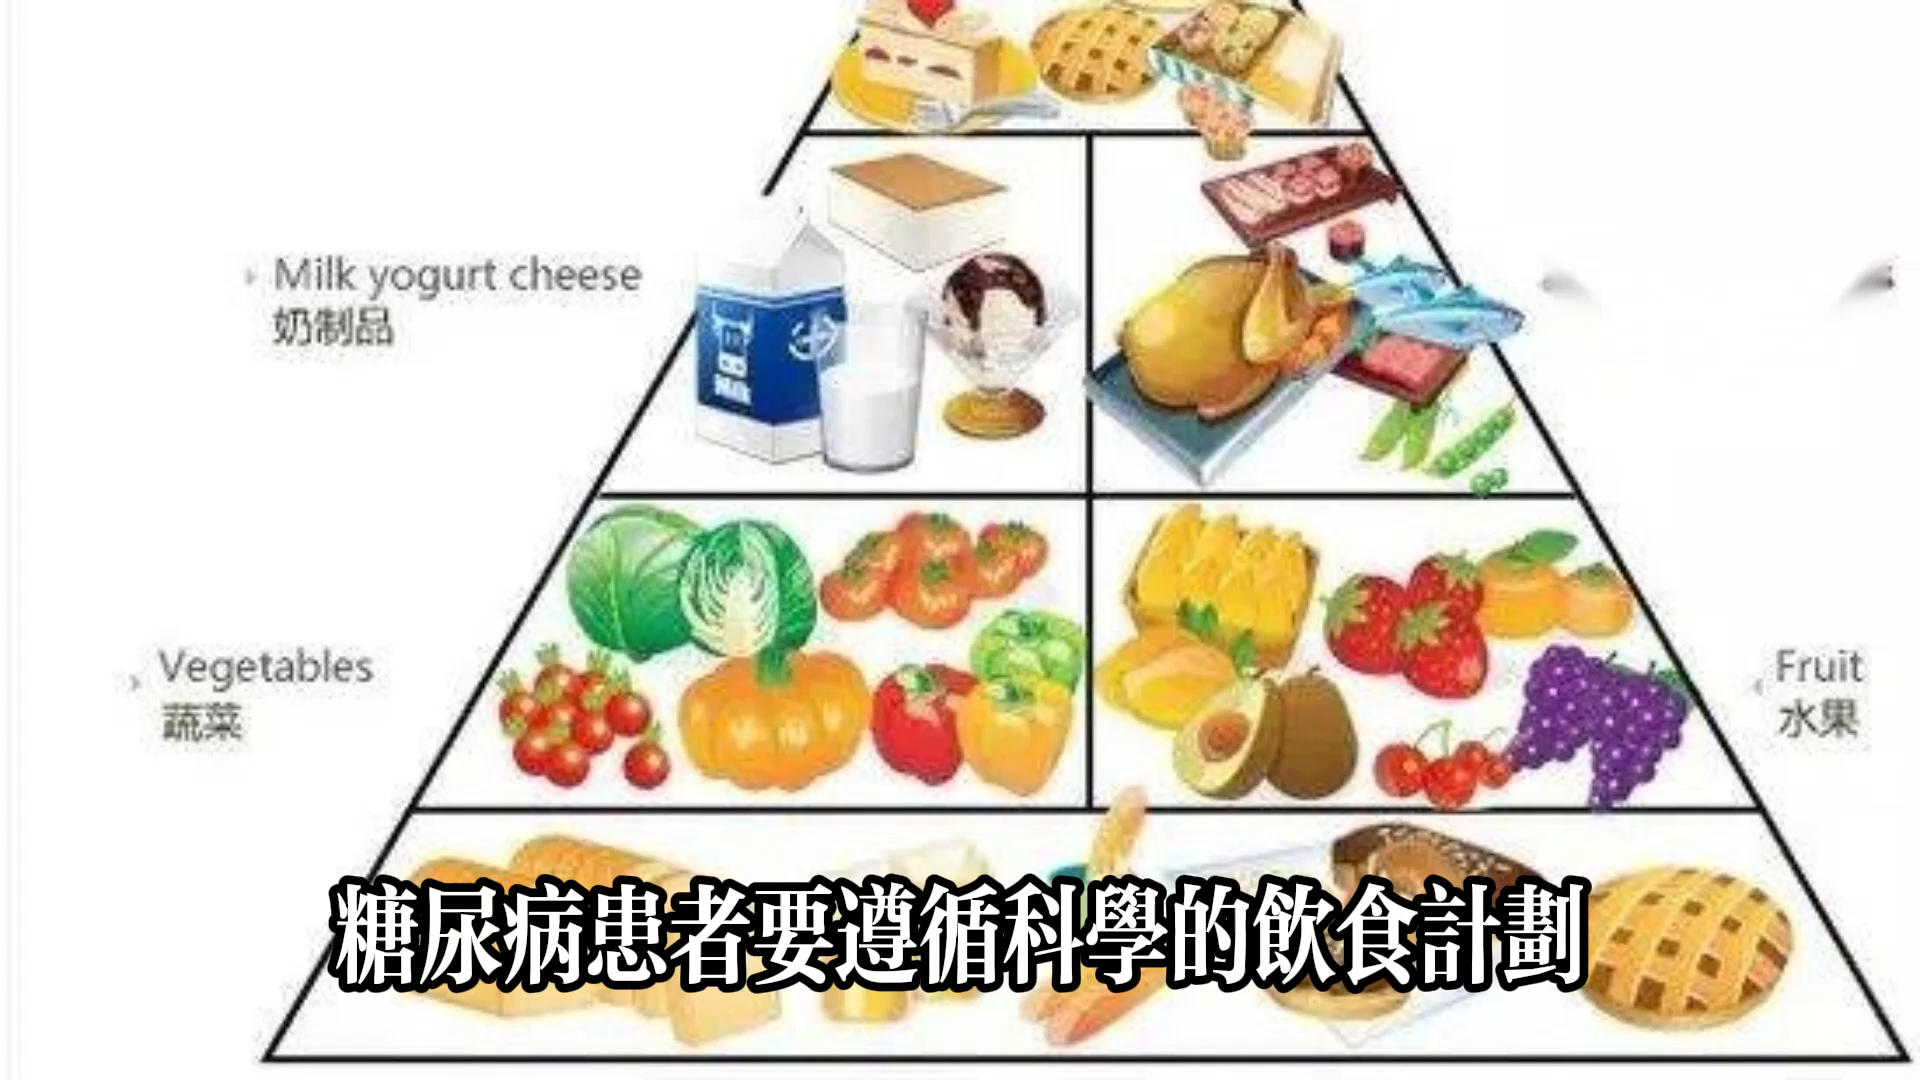 Milk yogurt cheese
奶制品
Vegetables
蔬菜
Fruit
水果
糖尿病患者要遵循科學的飲食計劃